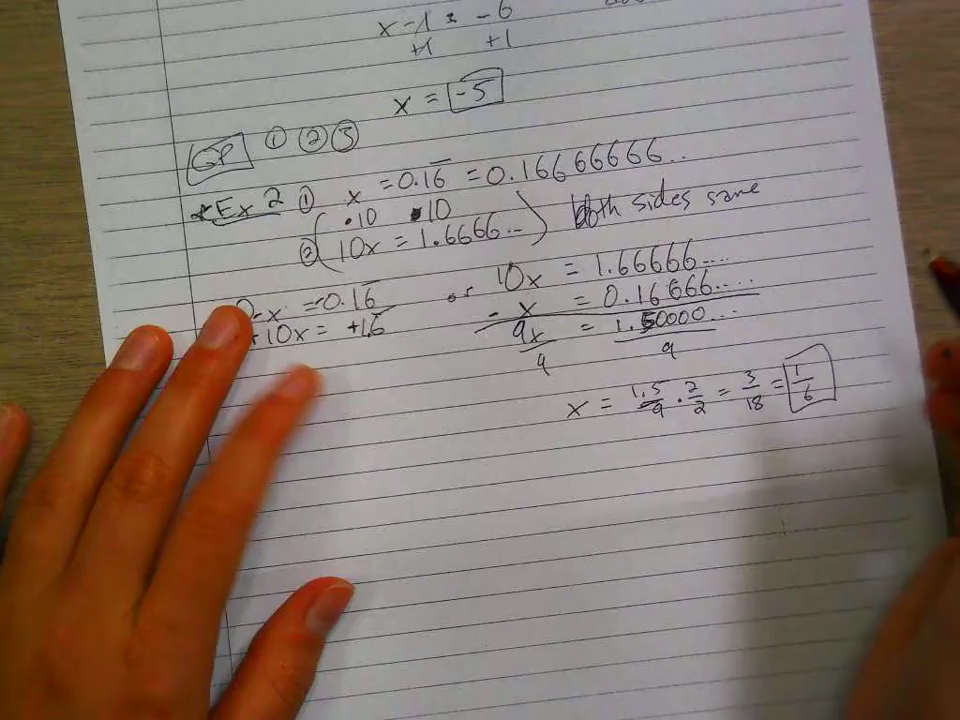 x - 1 = -6
+1 +1
x = -5
GP ① ② ③
*Ex 2 ① x = 0.16̅ = 0.16666666..
·10 ·10
② (10x = 1.6666...) both sides same
-x = -0.16̅ or 10x = 1.66666....
+10x = +1.6̅ - x = 0.16666....
9x = 1.50000...
9 9
x = 1.5/9 · 2/2 = 3/18 = 1/6